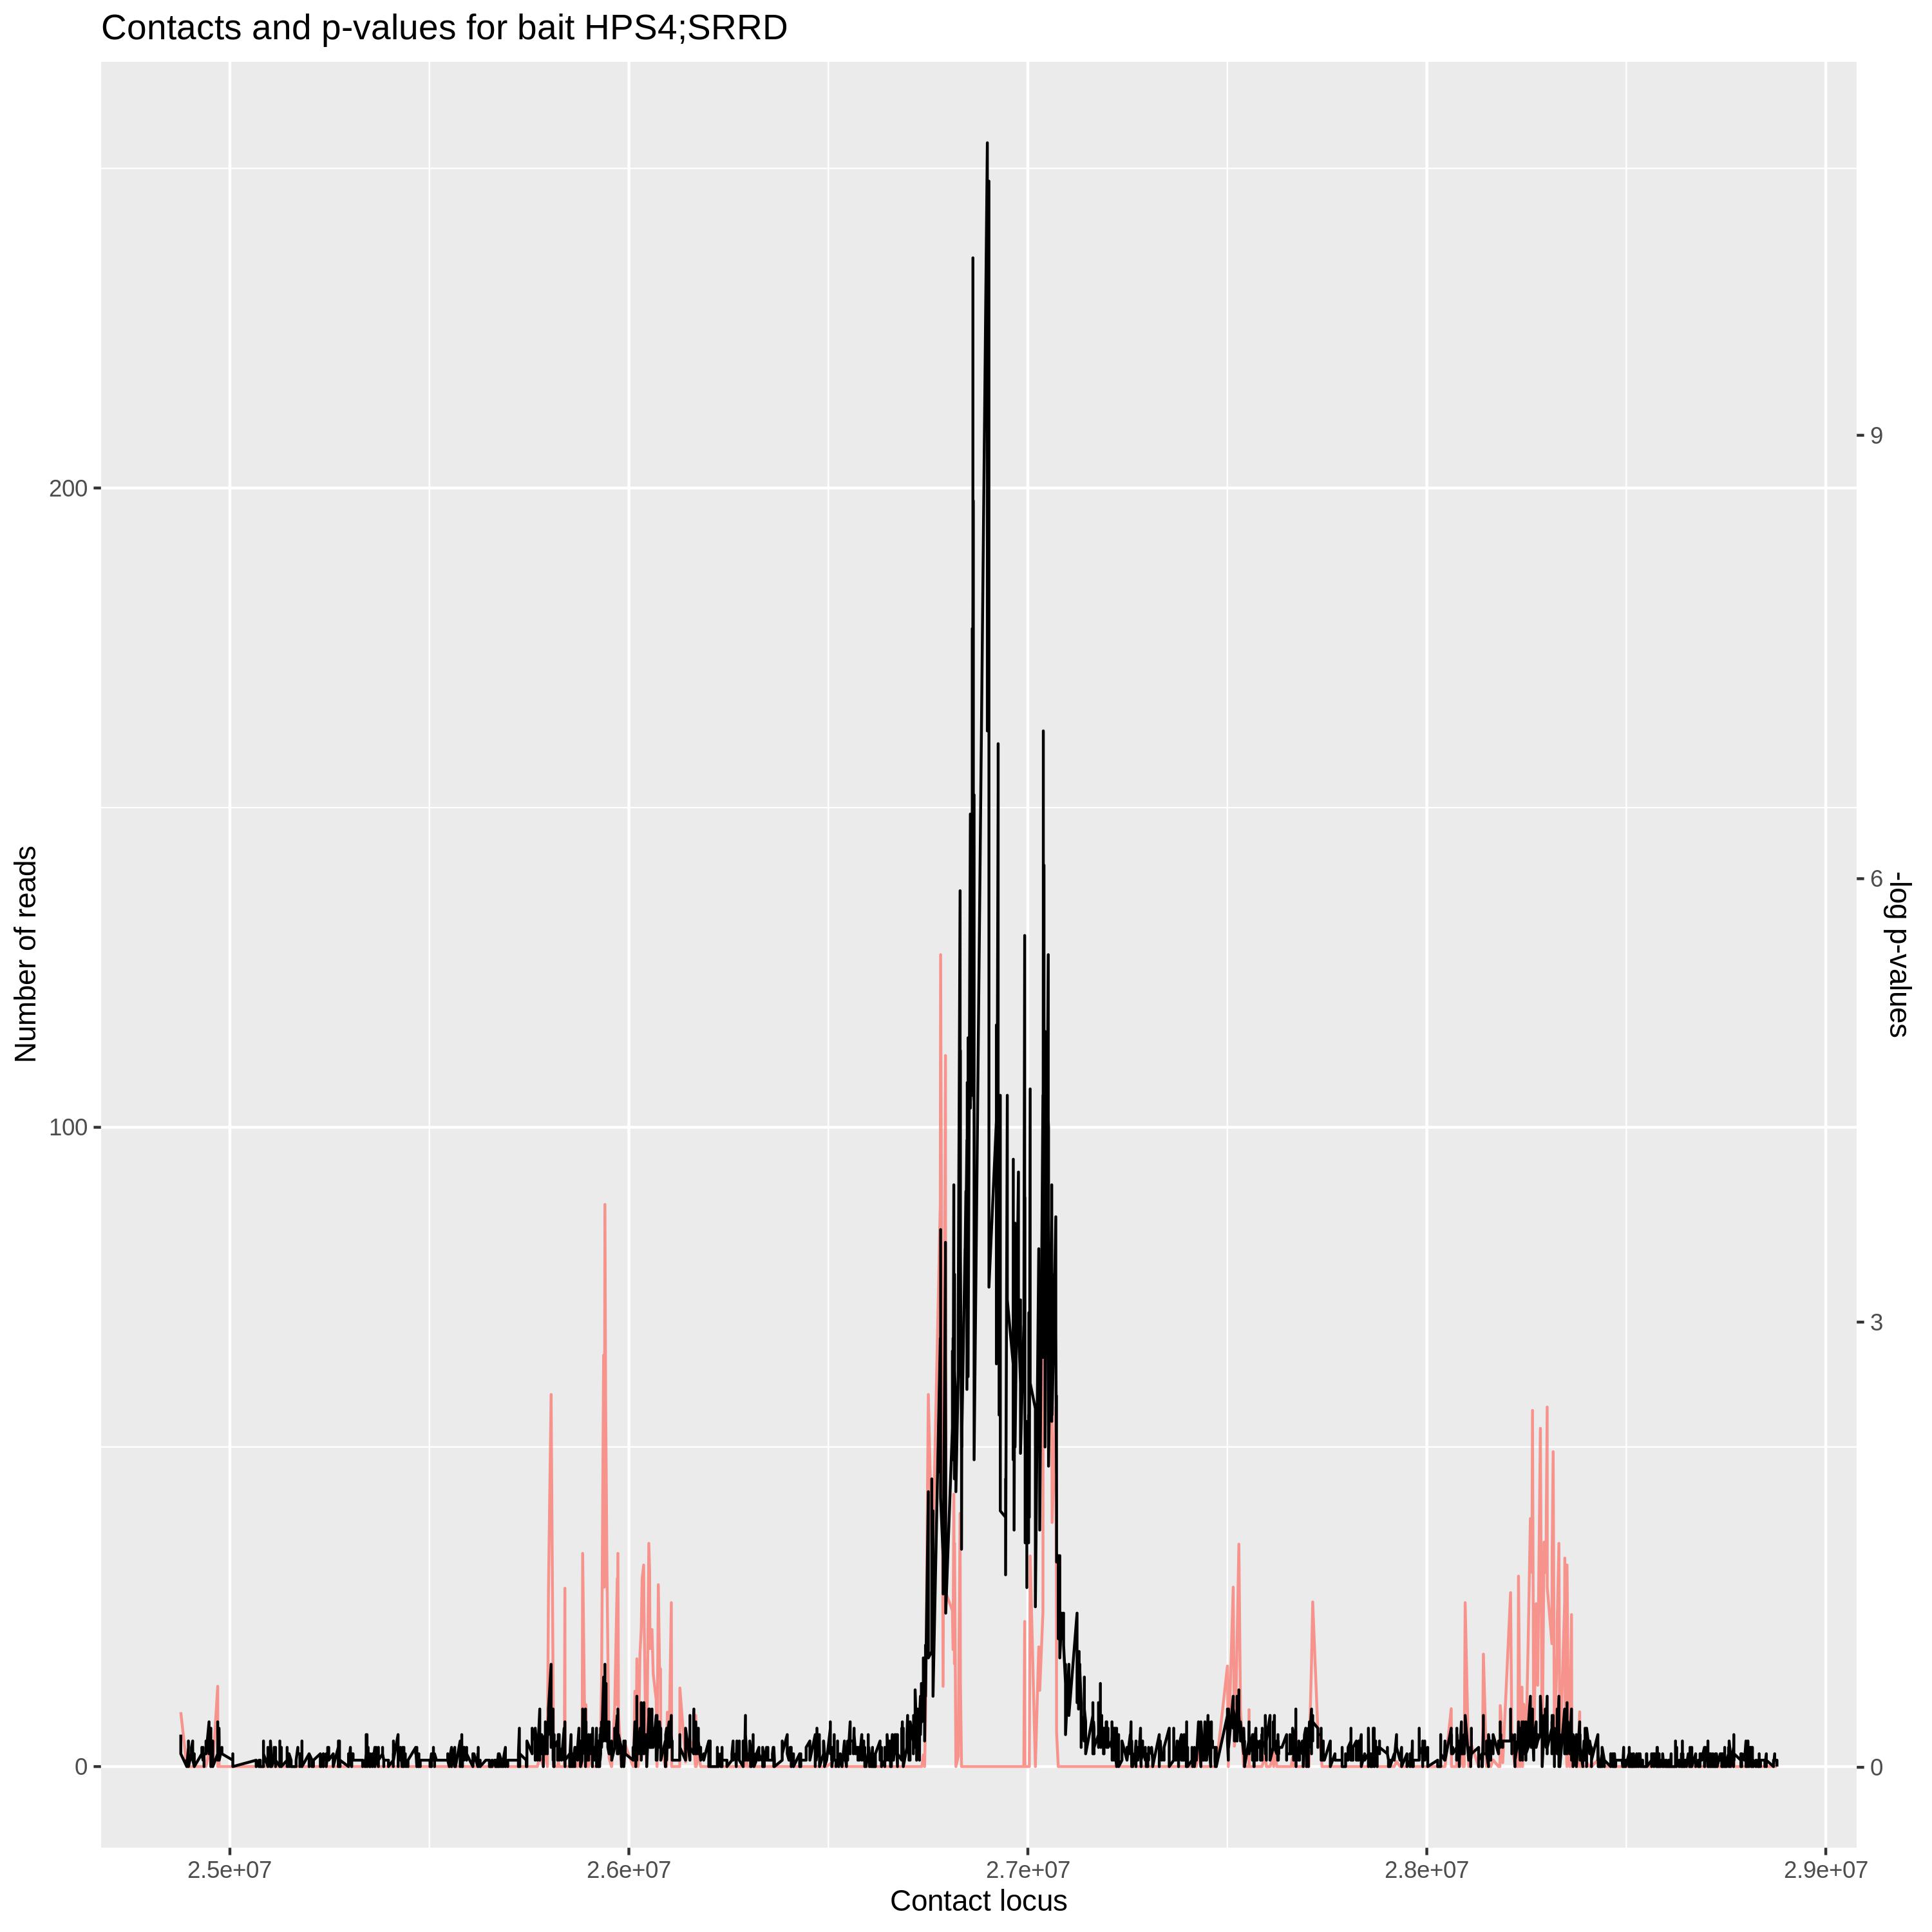 Contacts and p-values for bait HPS4;SRRD
Number of reads
200
100
0
9
6
3
0
-log p-values
2.5e+07 2.6e+07 2.7e+07 2.8e+07 2.9e+07
Contact locus